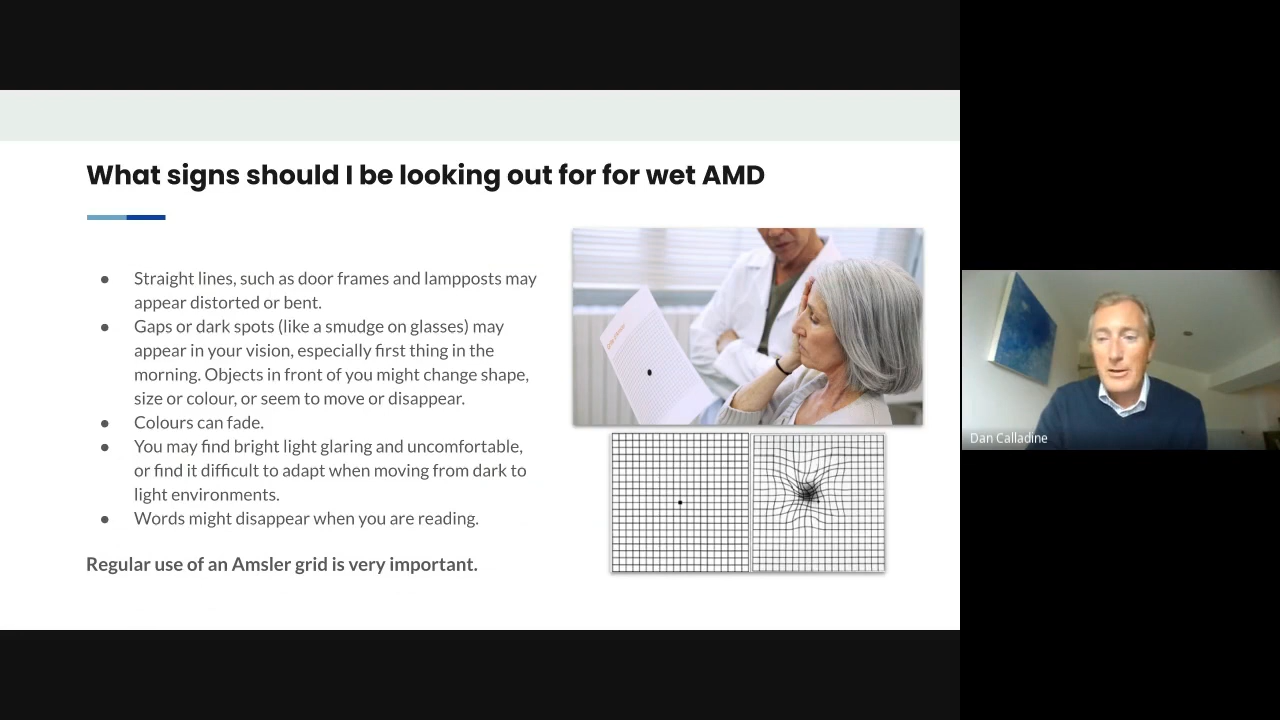 What signs should I be looking out for for wet AMD
● Straight lines, such as door frames and lampposts may
appear distorted or bent.
● Gaps or dark spots (like a smudge on glasses) may
appear in your vision, especially first thing in the
morning. Objects in front of you might change shape,
size or colour, or seem to move or disappear.
● Colours can fade.
● You may find bright light glaring and uncomfortable,
or find it difficult to adapt when moving from dark to
light environments.
● Words might disappear when you are reading.
Regular use of an Amsler grid is very important.
Dan Calladine